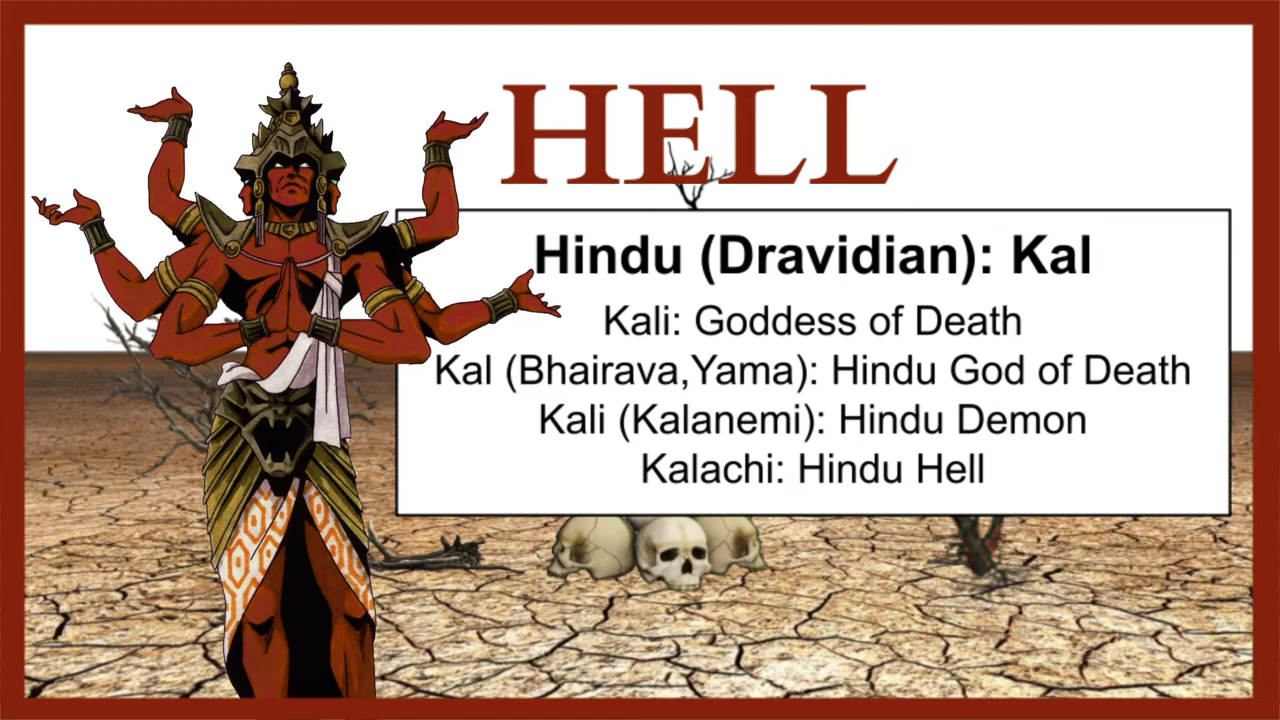 HELL
Hindu (Dravidian): Kal
Kali: Goddess of Death
Kal (Bhairava,Yama): Hindu God of Death
Kali (Kalanemi): Hindu Demon
Kalachi: Hindu Hell